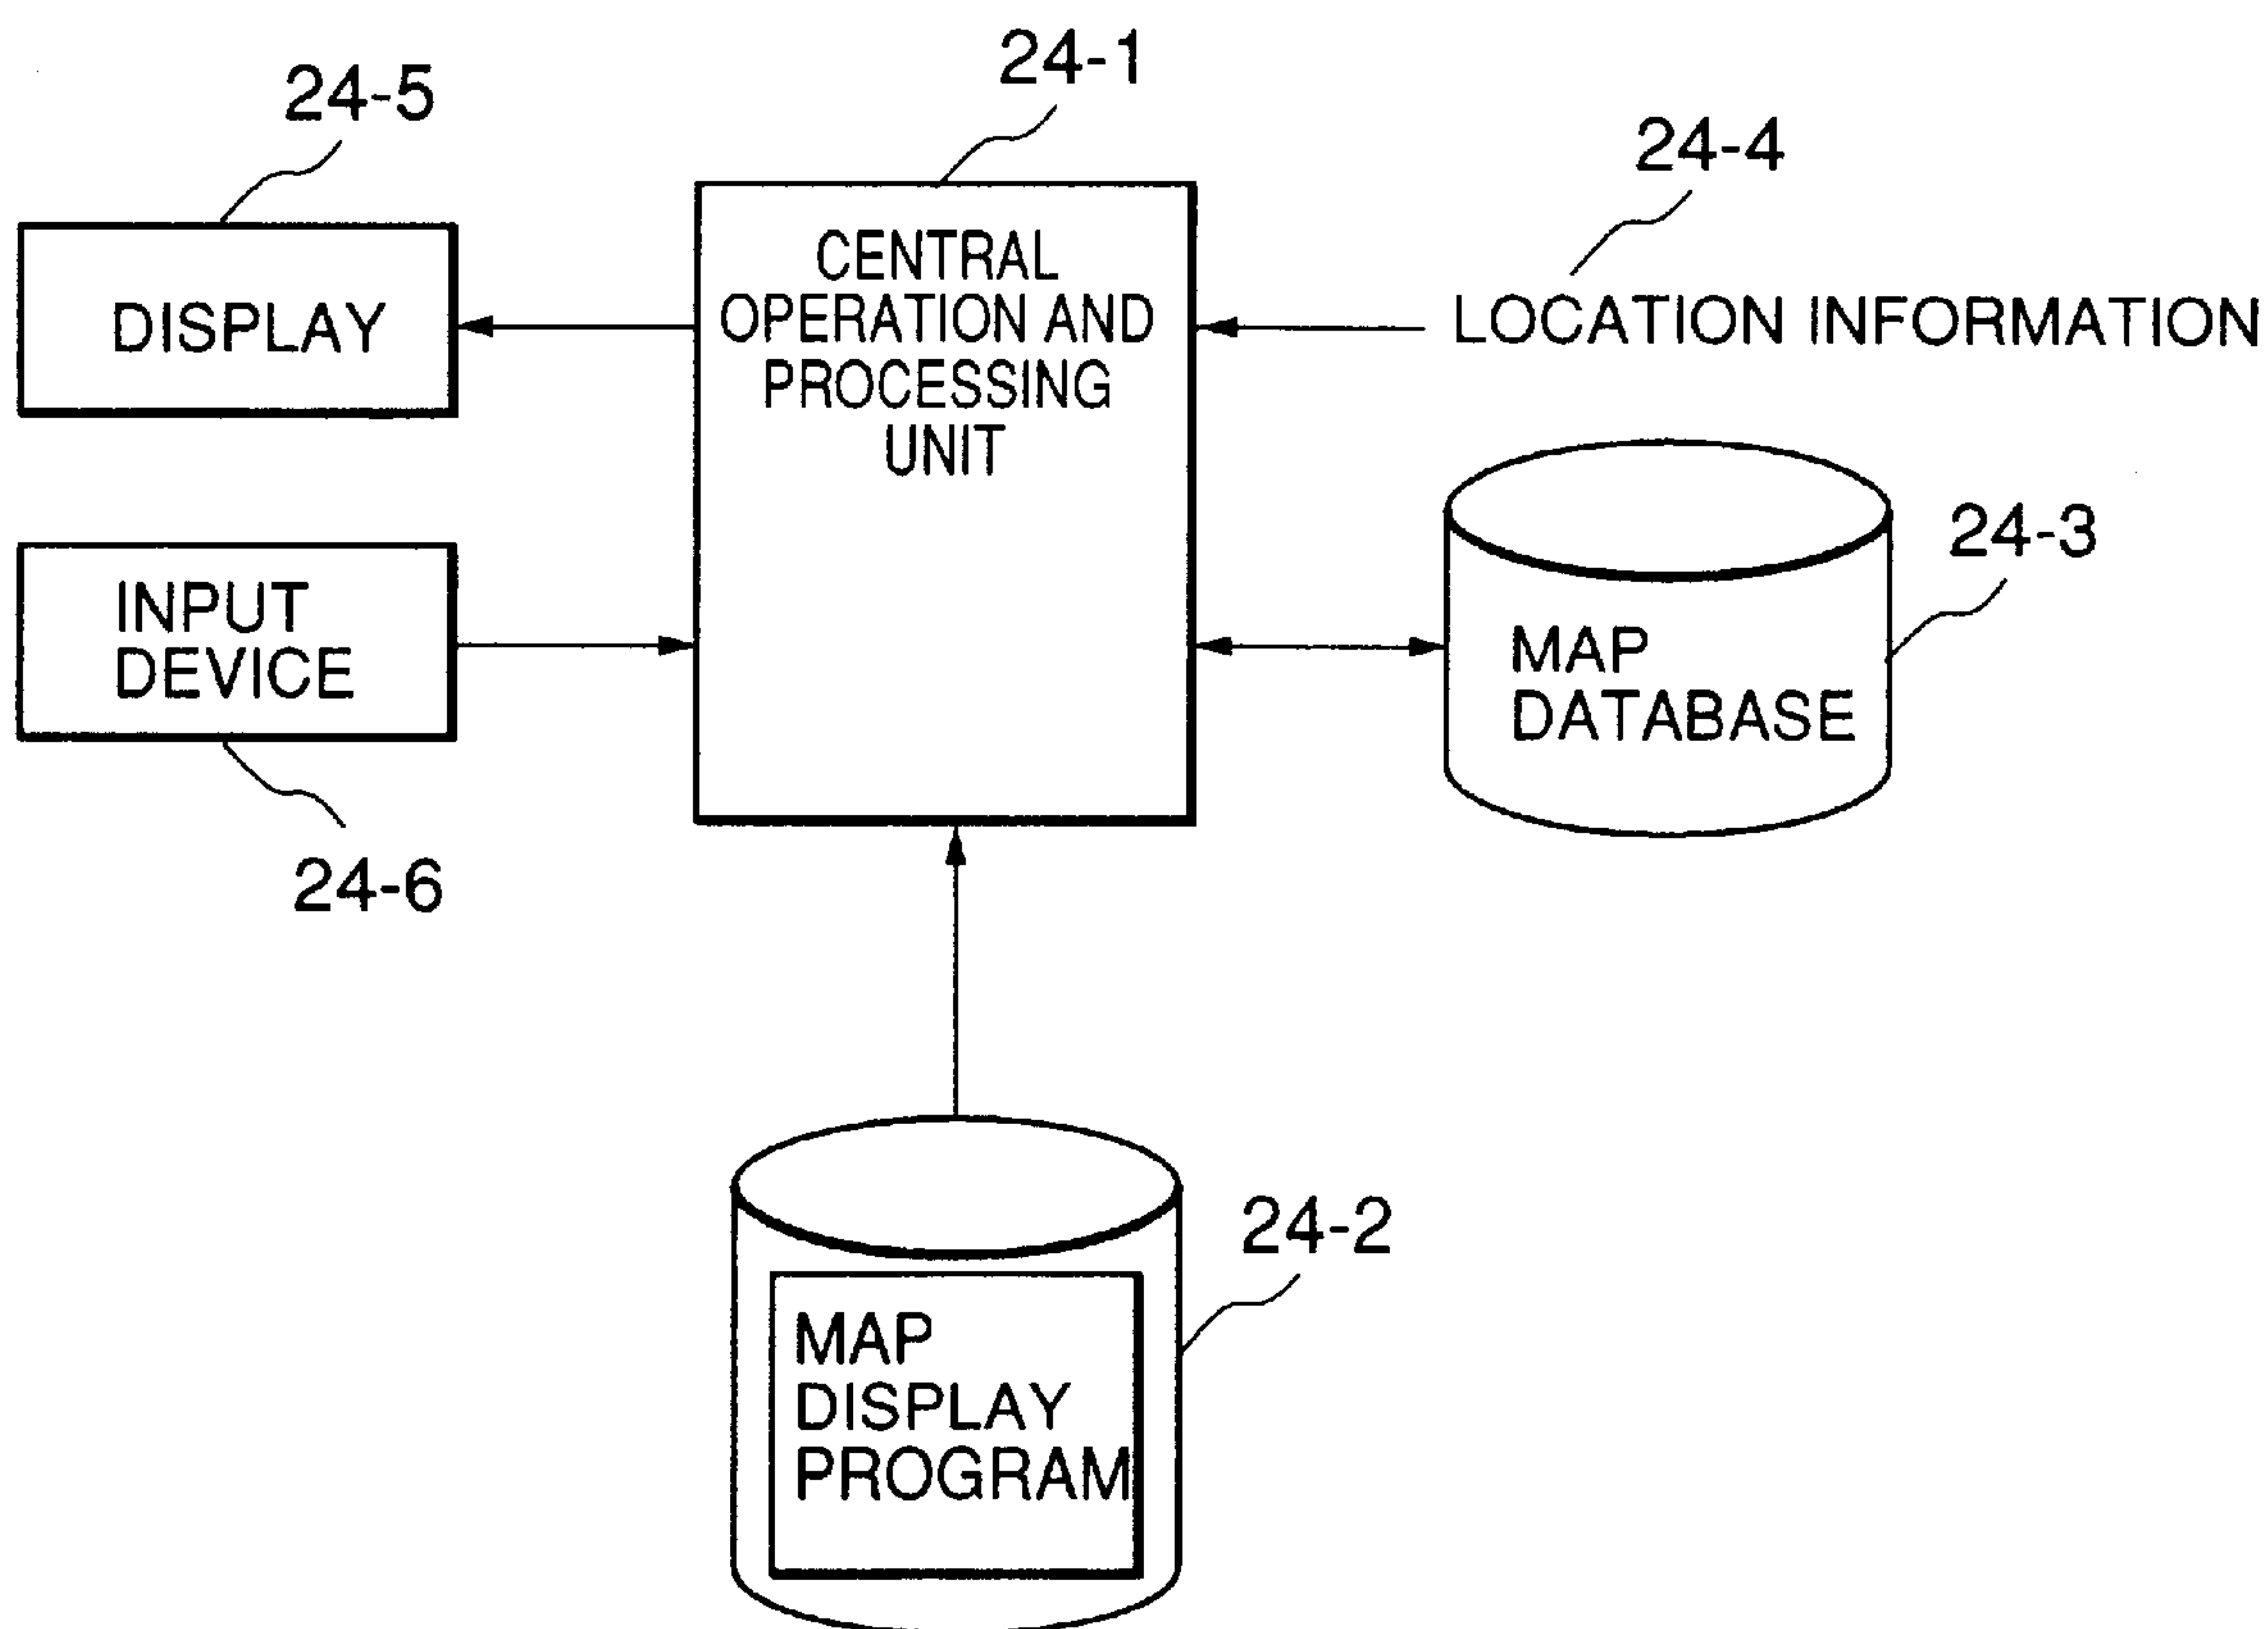 24-1
24-5
24-4
CENTRAL
OPERATION AND
PROCESSING
UNIT
DISPLAY
LOCATION INFORMATION
24-3
INPUT
DEVICE
MAP
DATABASE
24-6
24-2
MAP
DISPLAY
PROGRAM